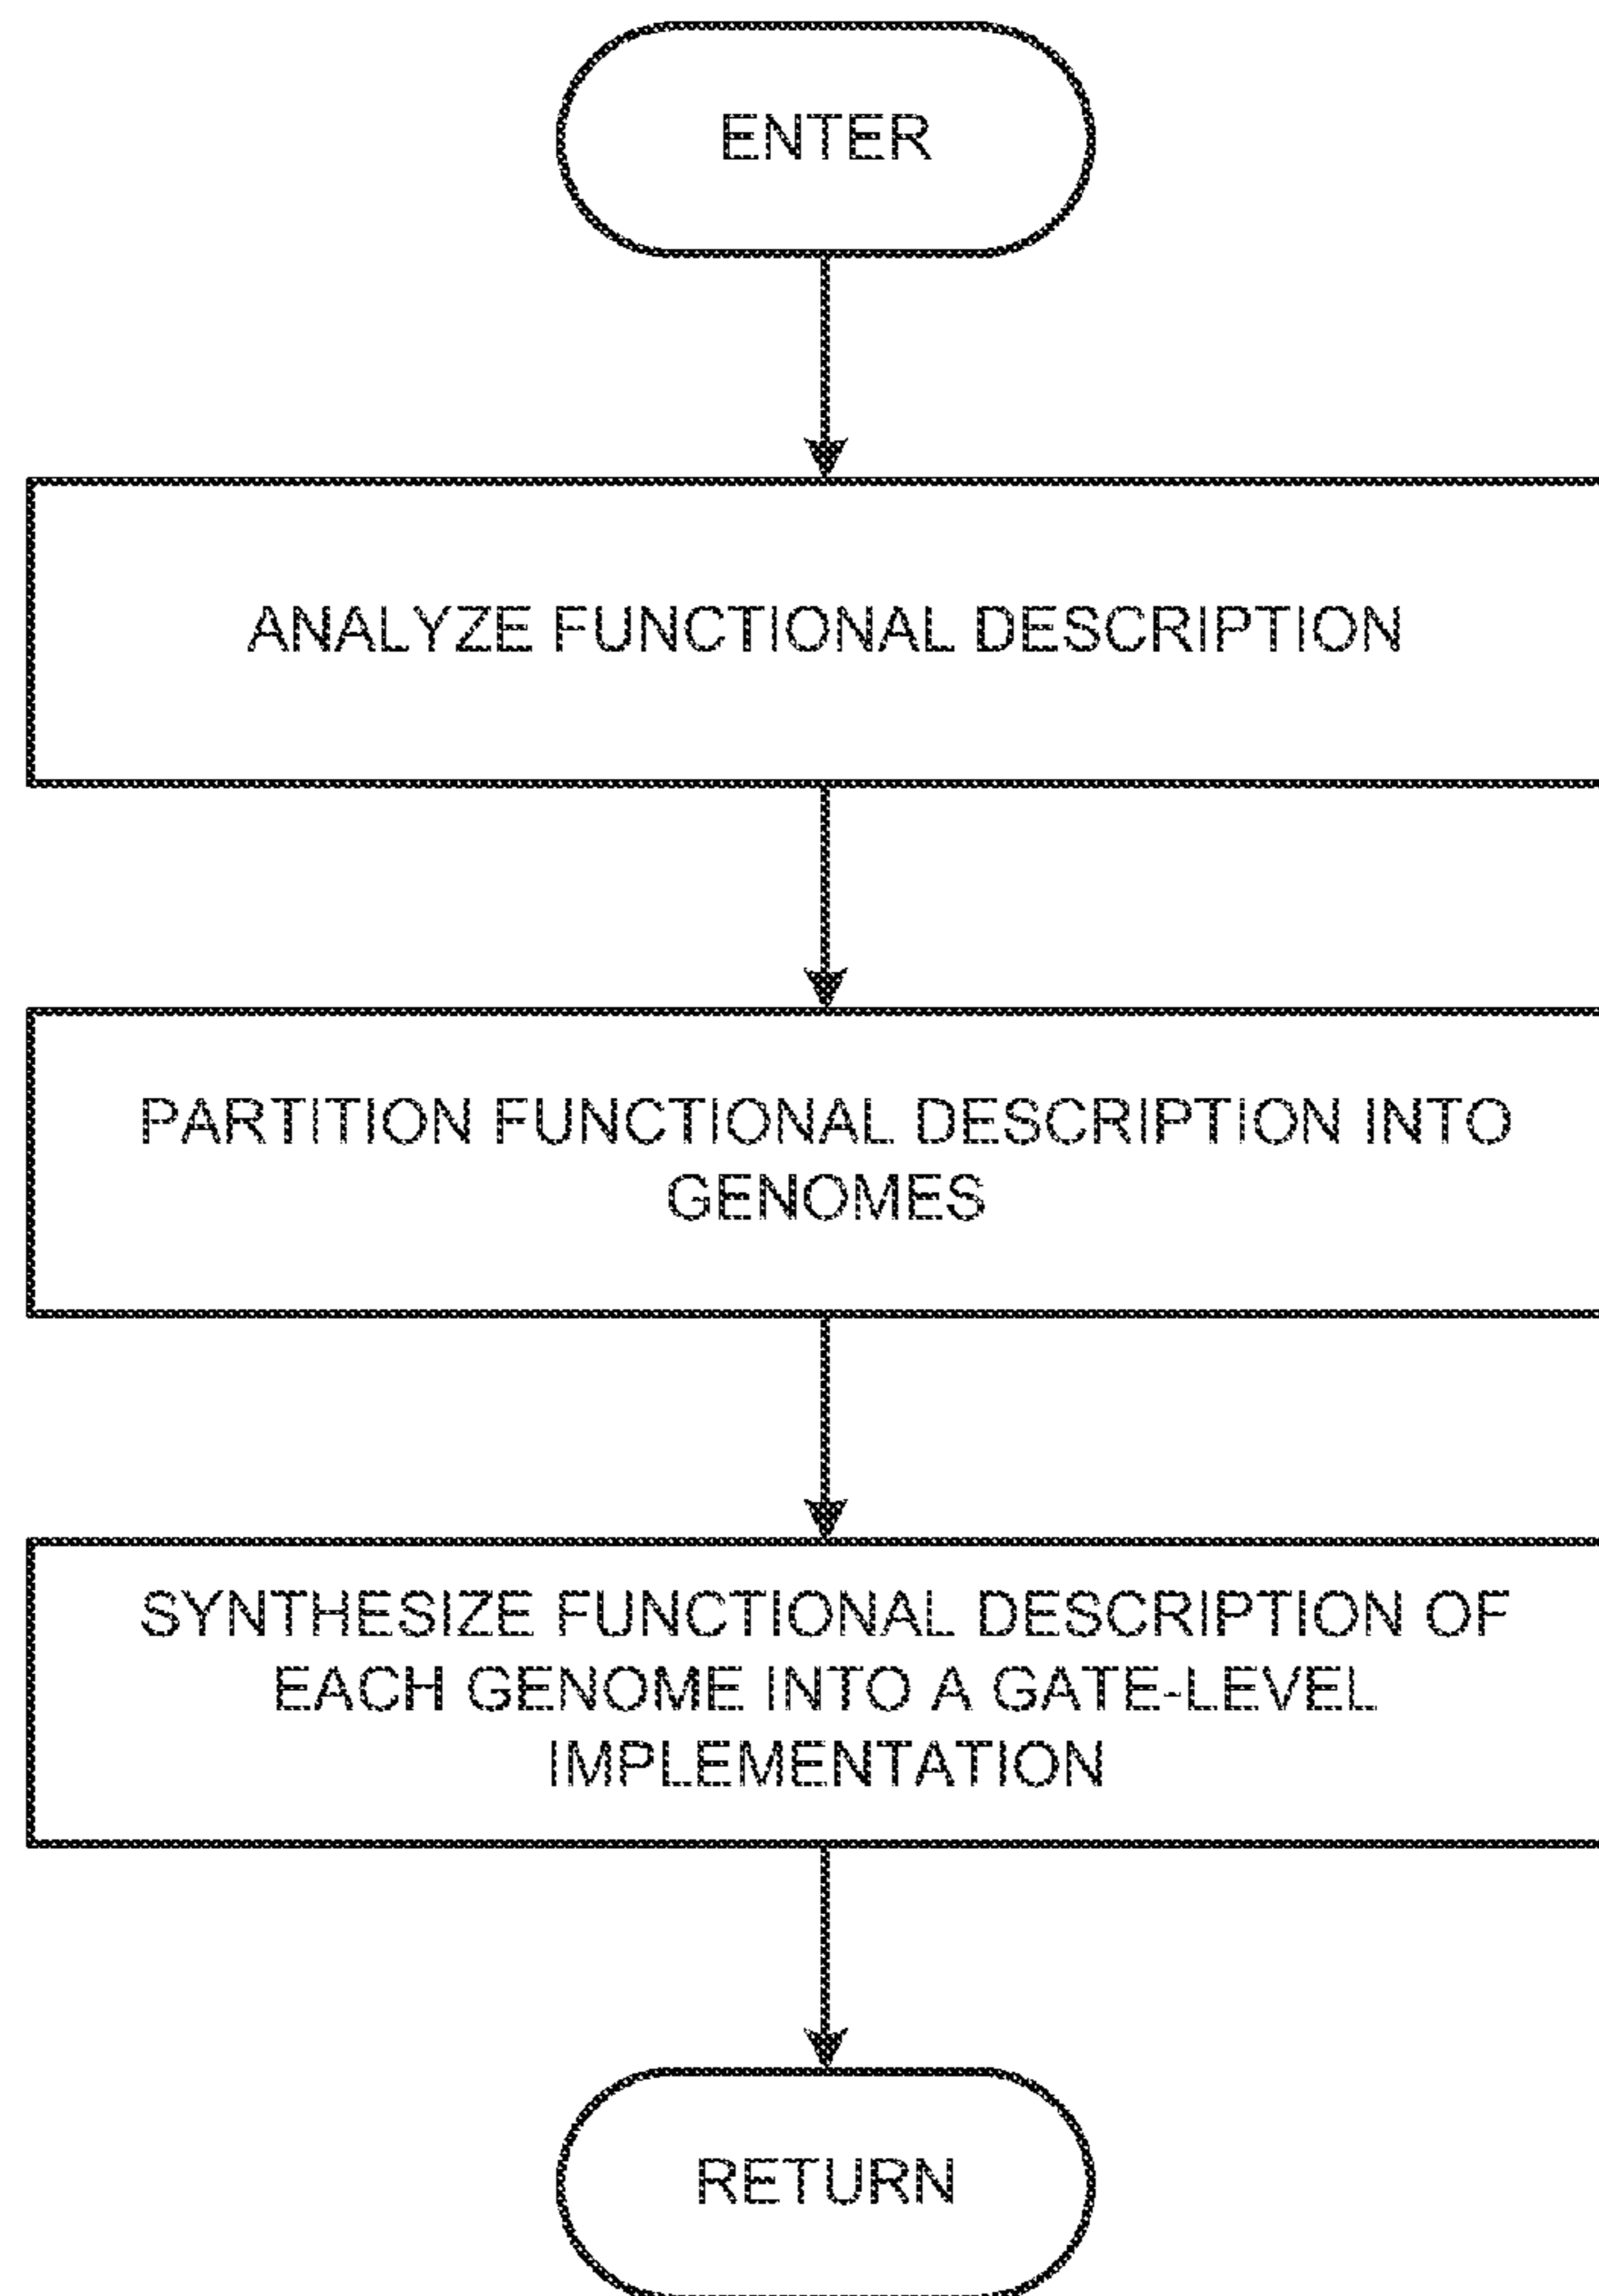 ENTER
ANALYZE FUNCTIONAL DESCRIPTION
PARTITION FUNCTIONAL DESCRIPTION INTO
GENOMES
SYNTHESIZE FUNCTIONAL DESCRIPTION OF
EACH GENOME INTO A GATE-LEVEL
IMPLEMENTATION
RETURN